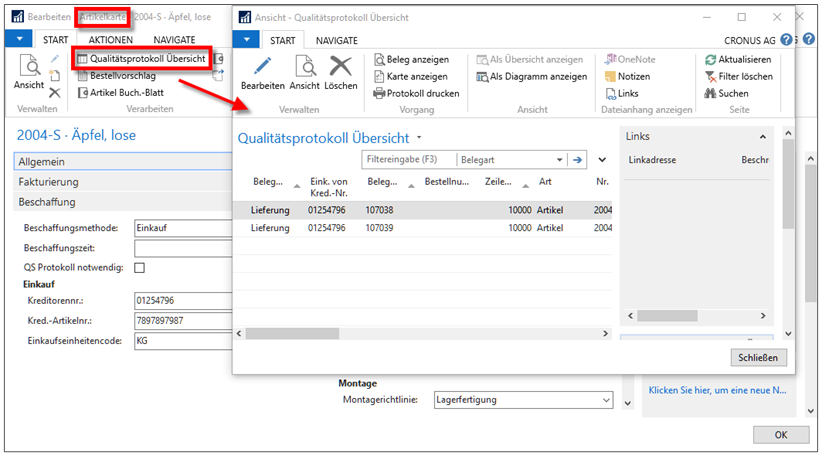 Bearbeiten - Artikelkarte - 2004-S · Äpfel, lose
START AKTIONEN NAVIGATE
Ansicht
Qualitätsprotokoll Übersicht
Bestellvorschlag
Artikel Buch.-Blatt
Verwalten Verarbeiten
2004-S · Äpfel, lose
Allgemein
Fakturierung
Beschaffung
Beschaffungsmethode: Einkauf
Beschaffungszeit:
QS Protokoll notwendig:
Einkauf
Kreditorennr.: 01254796
Kred.-Artikelnr.: 7897897987
Einkaufseinheitencode: KG
Montage
Montagerichtlinie: Lagerfertigung
Klicken Sie hier, um eine neue N...
OK
Ansicht - Qualitätsprotokoll Übersicht
START NAVIGATE CRONUS AG
Bearbeiten Ansicht Löschen
Verwalten
Beleg anzeigen
Karte anzeigen
Protokoll drucken
Vorgang
Als Übersicht anzeigen
Als Diagramm anzeigen
Ansicht
OneNote
Notizen
Links
Dateianhang anzeigen
Aktualisieren
Filter löschen
Suchen
Seite
Qualitätsprotokoll Übersicht
Filtereingabe (F3) Belegart
Beleg... Eink. von Kred.-Nr. Beleg... Bestellnu... Zeile... Art Nr.
Lieferung 01254796 107038 10000 Artikel 2004
Lieferung 01254796 107039 10000 Artikel 2004
Links
Linkadresse Beschre
Schließen